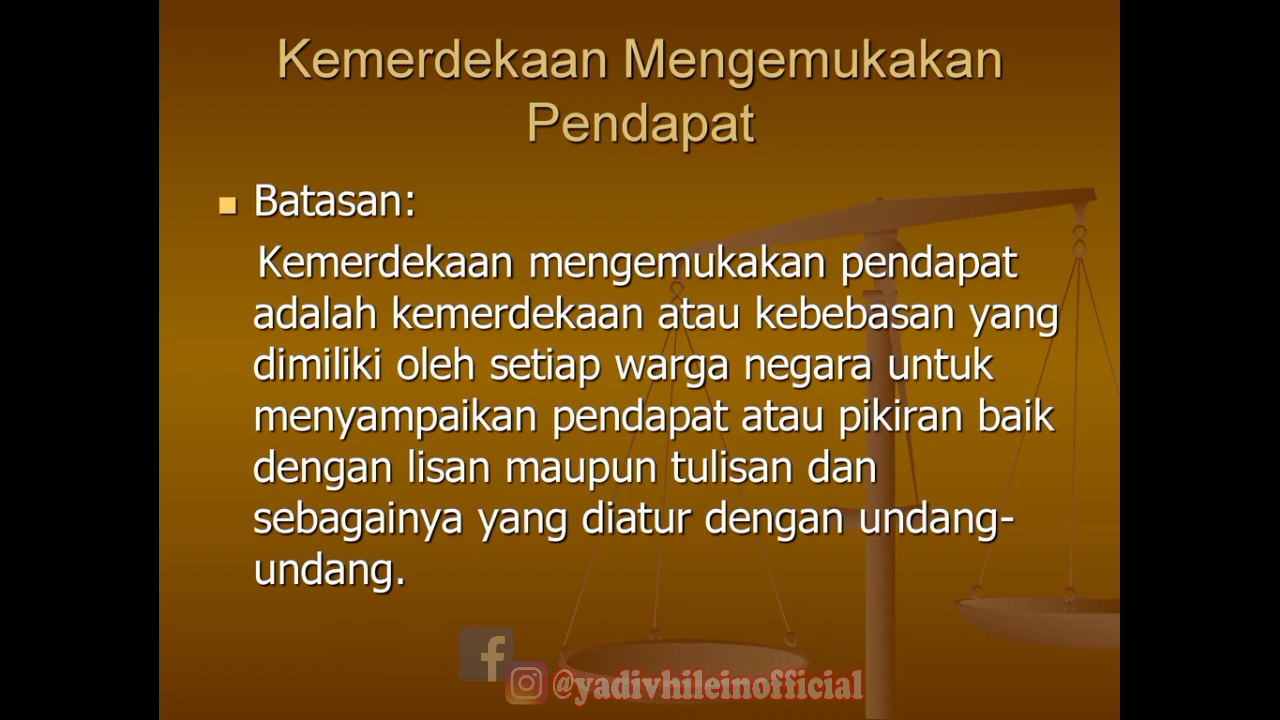 Kemerdekaan Mengemukakan
Pendapat
Batasan:
Kemerdekaan mengemukakan pendapat
adalah kemerdekaan atau kebebasan yang
dimiliki oleh setiap warga negara untuk
menyampaikan pendapat atau pikiran baik
dengan lisan maupun tulisan dan
sebagainya yang diatur dengan undang-
undang.
@yadivhileinofficial